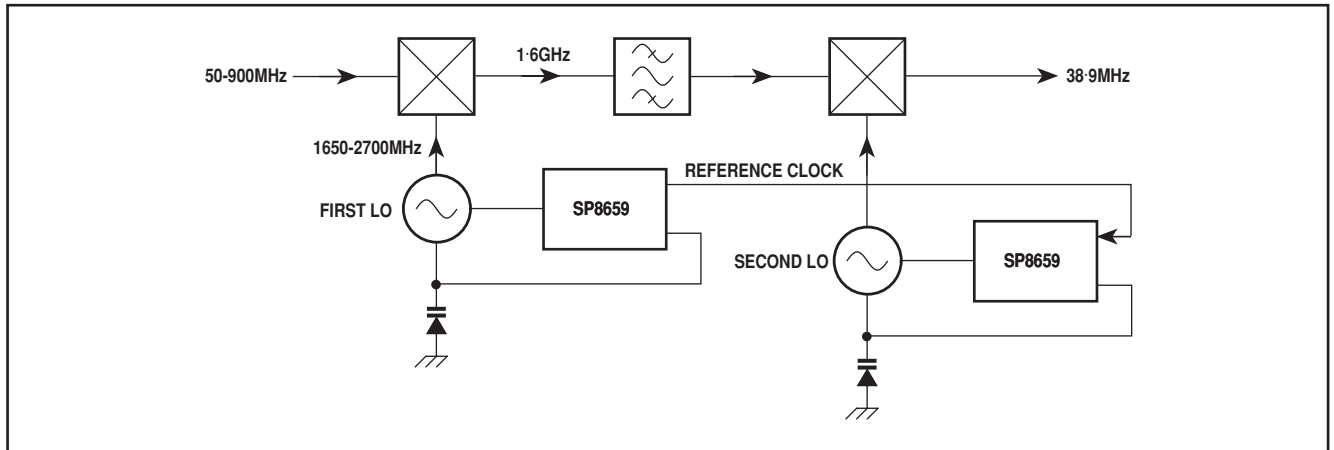 50-900MHz
1·6GHz
38·9MHz
1650-2700MHz
REFERENCE CLOCK
FIRST LO
SP8659
SECOND LO
SP8659